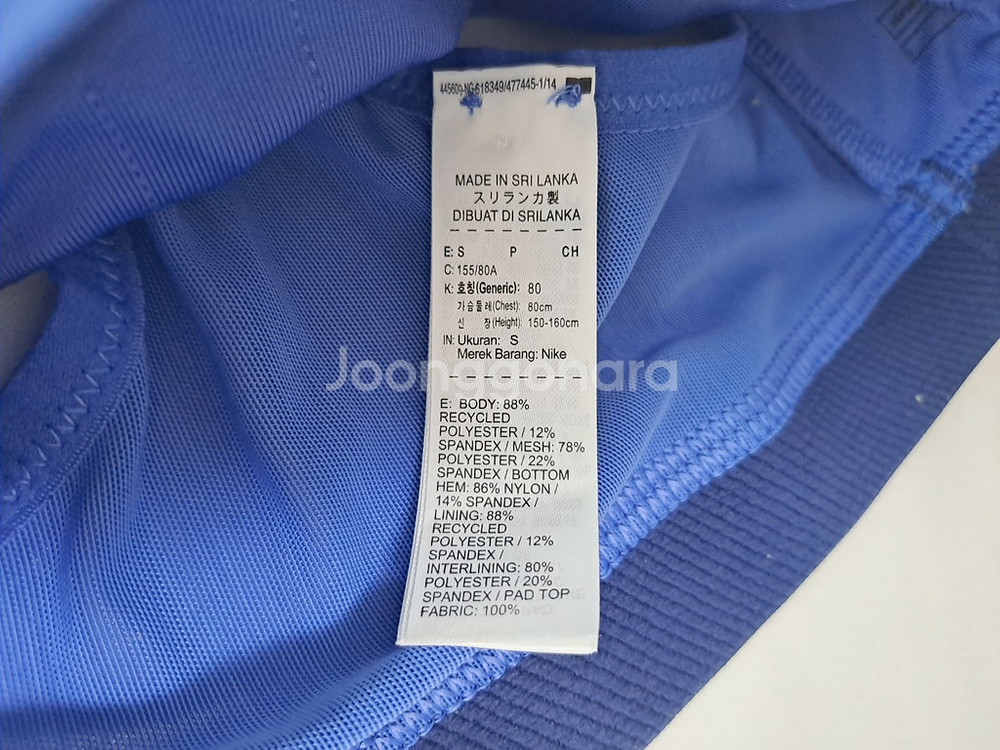 445609-NG-618349/477445-1/14
MADE IN SRI LANKA
スリランカ製
DIBUAT DI SRILANKA
E: S P CH
C: 155/80A
K: 호칭(Generic): 80
가슴둘레(Chest): 80cm
신 장(Height): 150-160cm
IN: Ukuran: S
Merek Barang: Nike
Joonggonara
E: BODY: 88%
RECYCLED
POLYESTER / 12%
SPANDEX / MESH: 78%
POLYESTER / 22%
SPANDEX / BOTTOM
HEM: 86% NYLON /
14% SPANDEX /
LINING: 88%
RECYCLED
POLYESTER / 12%
SPANDEX /
INTERLINING: 80%
POLYESTER / 20%
SPANDEX / PAD TOP
FABRIC: 100%